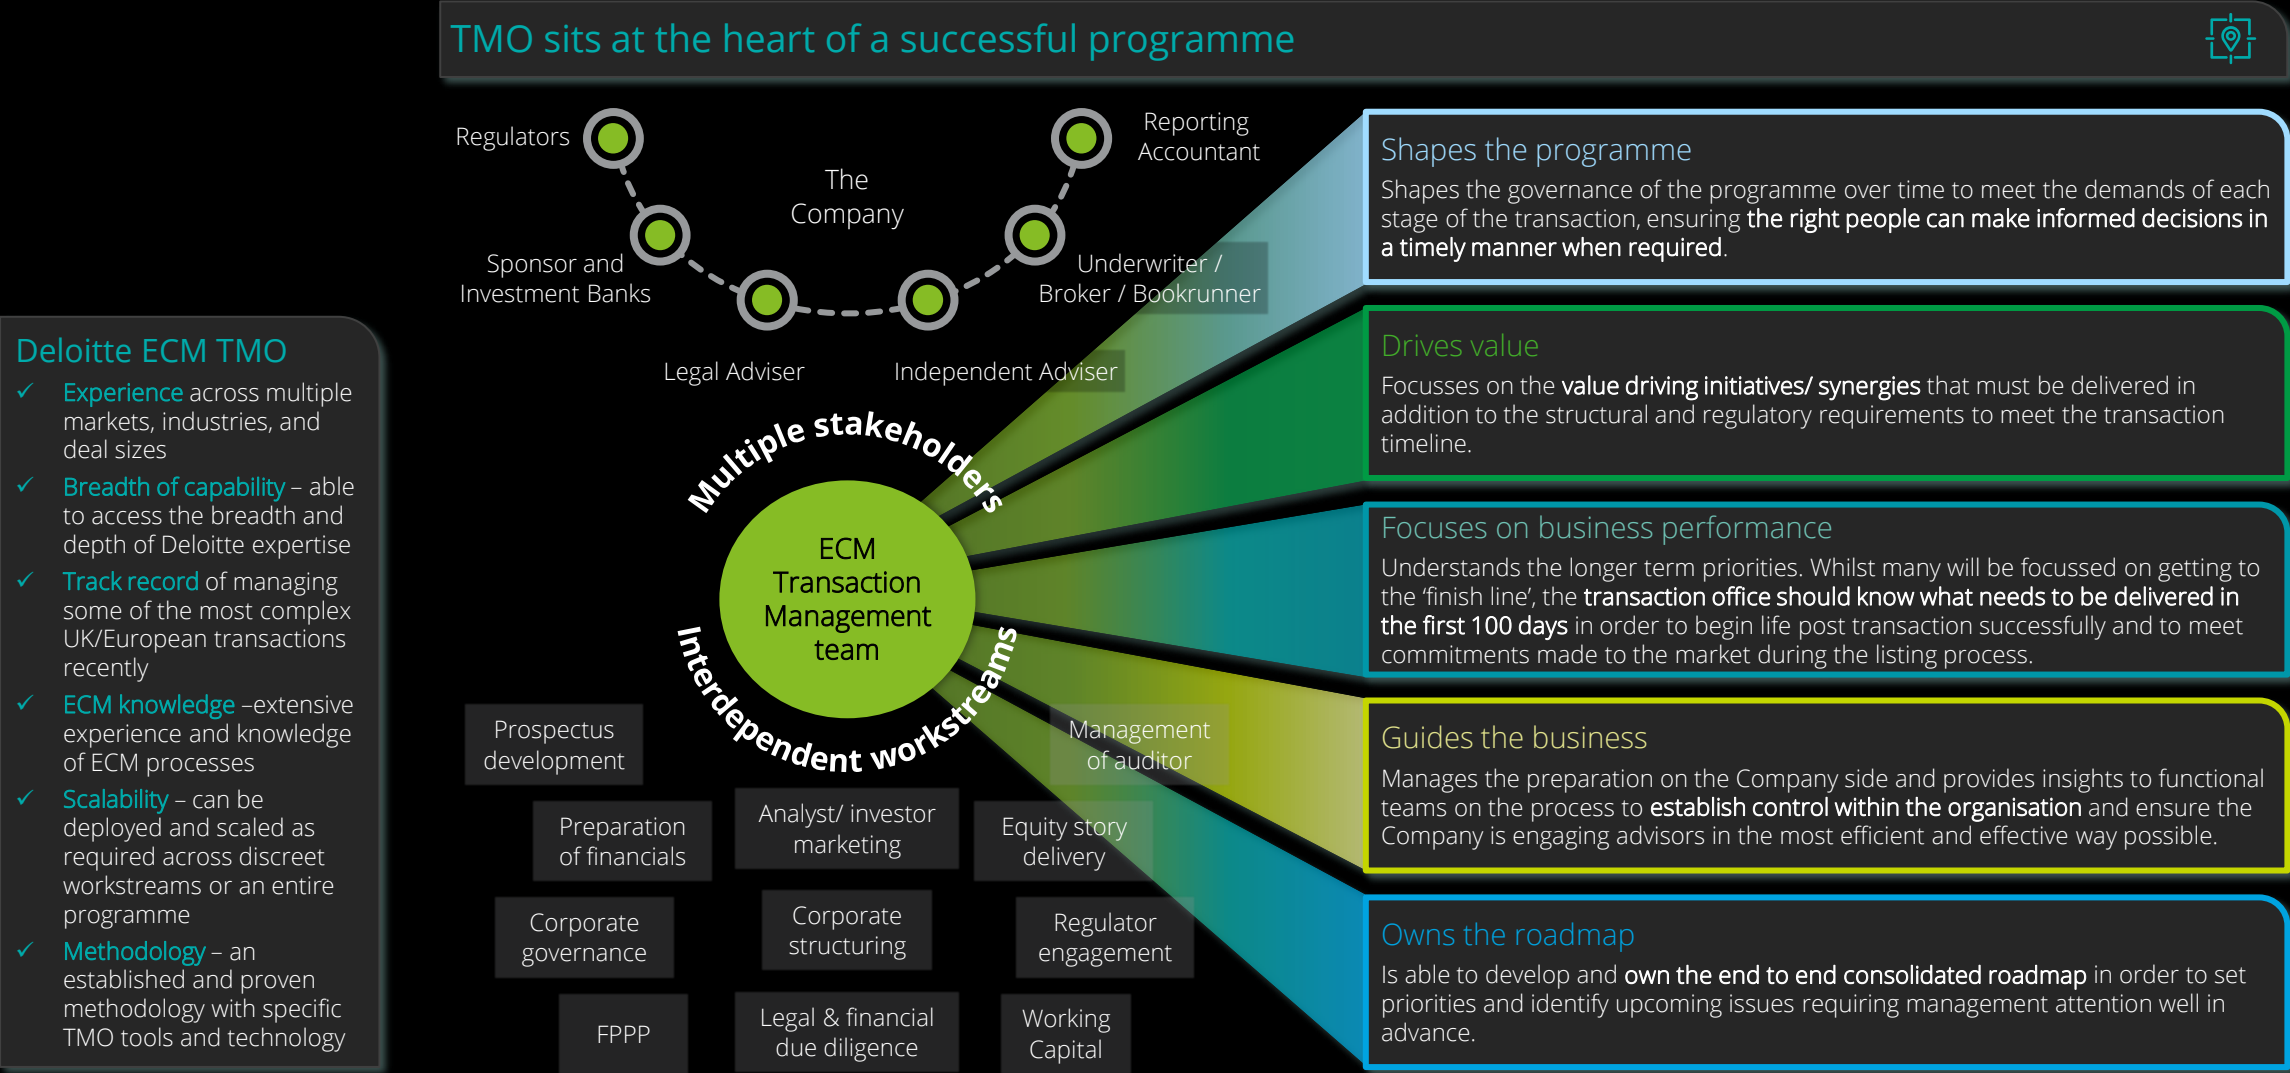 TMO sits at the heart of a successful programme
Deloitte ECM TMO
✓ Experience across multiple
markets, industries, and
deal sizes
✓ Breadth of capability – able
to access the breadth and
depth of Deloitte expertise
✓ Track record of managing
some of the most complex
UK/European transactions
recently
✓ ECM knowledge –extensive
experience and knowledge
of ECM processes
✓ Scalability – can be
deployed and scaled as
required across discreet
workstreams or an entire
programme
✓ Methodology – an
established and proven
methodology with specific
TMO tools and technology
Regulators
Sponsor and
Investment Banks
Legal Adviser
The
Company
Independent Adviser
Underwriter /
Broker / Bookrunner
Reporting
Accountant
Multiple stakeholders
ECM
Transaction
Management
team
Interdependent workstreams
Prospectus
development
Management
of auditor
Preparation
of financials
Analyst/ investor
marketing
Equity story
delivery
Corporate
governance
Corporate
structuring
Regulator
engagement
FPPP
Legal & financial
due diligence
Working
Capital
Shapes the programme
Shapes the governance of the programme over time to meet the demands of each
stage of the transaction, ensuring the right people can make informed decisions in
a timely manner when required.
Drives value
Focusses on the value driving initiatives/ synergies that must be delivered in
addition to the structural and regulatory requirements to meet the transaction
timeline.
Focuses on business performance
Understands the longer term priorities. Whilst many will be focussed on getting to
the ‘finish line’, the transaction office should know what needs to be delivered in
the first 100 days in order to begin life post transaction successfully and to meet
commitments made to the market during the listing process.
Guides the business
Manages the preparation on the Company side and provides insights to functional
teams on the process to establish control within the organisation and ensure the
Company is engaging advisors in the most efficient and effective way possible.
Owns the roadmap
Is able to develop and own the end to end consolidated roadmap in order to set
priorities and identify upcoming issues requiring management attention well in
advance.